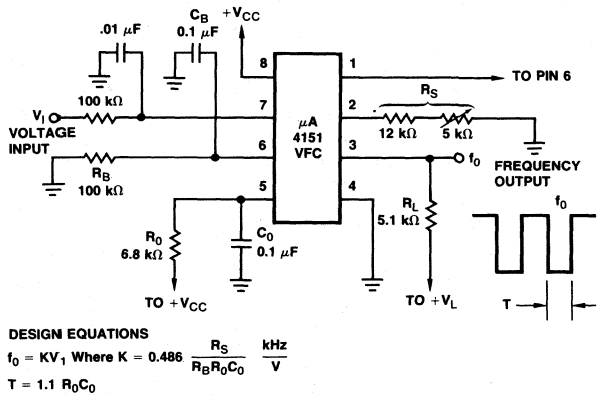 .01 μF
C_B
0.1 μF
+V_CC
8
1
TO PIN 6
V_I
VOLTAGE
INPUT
100 kΩ
7
μA
4151
VFC
2
R_S
12 kΩ
5 kΩ
R_B
100 kΩ
6
3
f_0
FREQUENCY
OUTPUT
5
4
R_0
6.8 kΩ
C_0
0.1 μF
R_L
5.1 kΩ
f_0
T
TO +V_CC
TO +V_L
DESIGN EQUATIONS
f_0 = KV_1 Where K = 0.486 R_S / R_B R_0 C_0 kHz / V
T = 1.1 R_0C_0